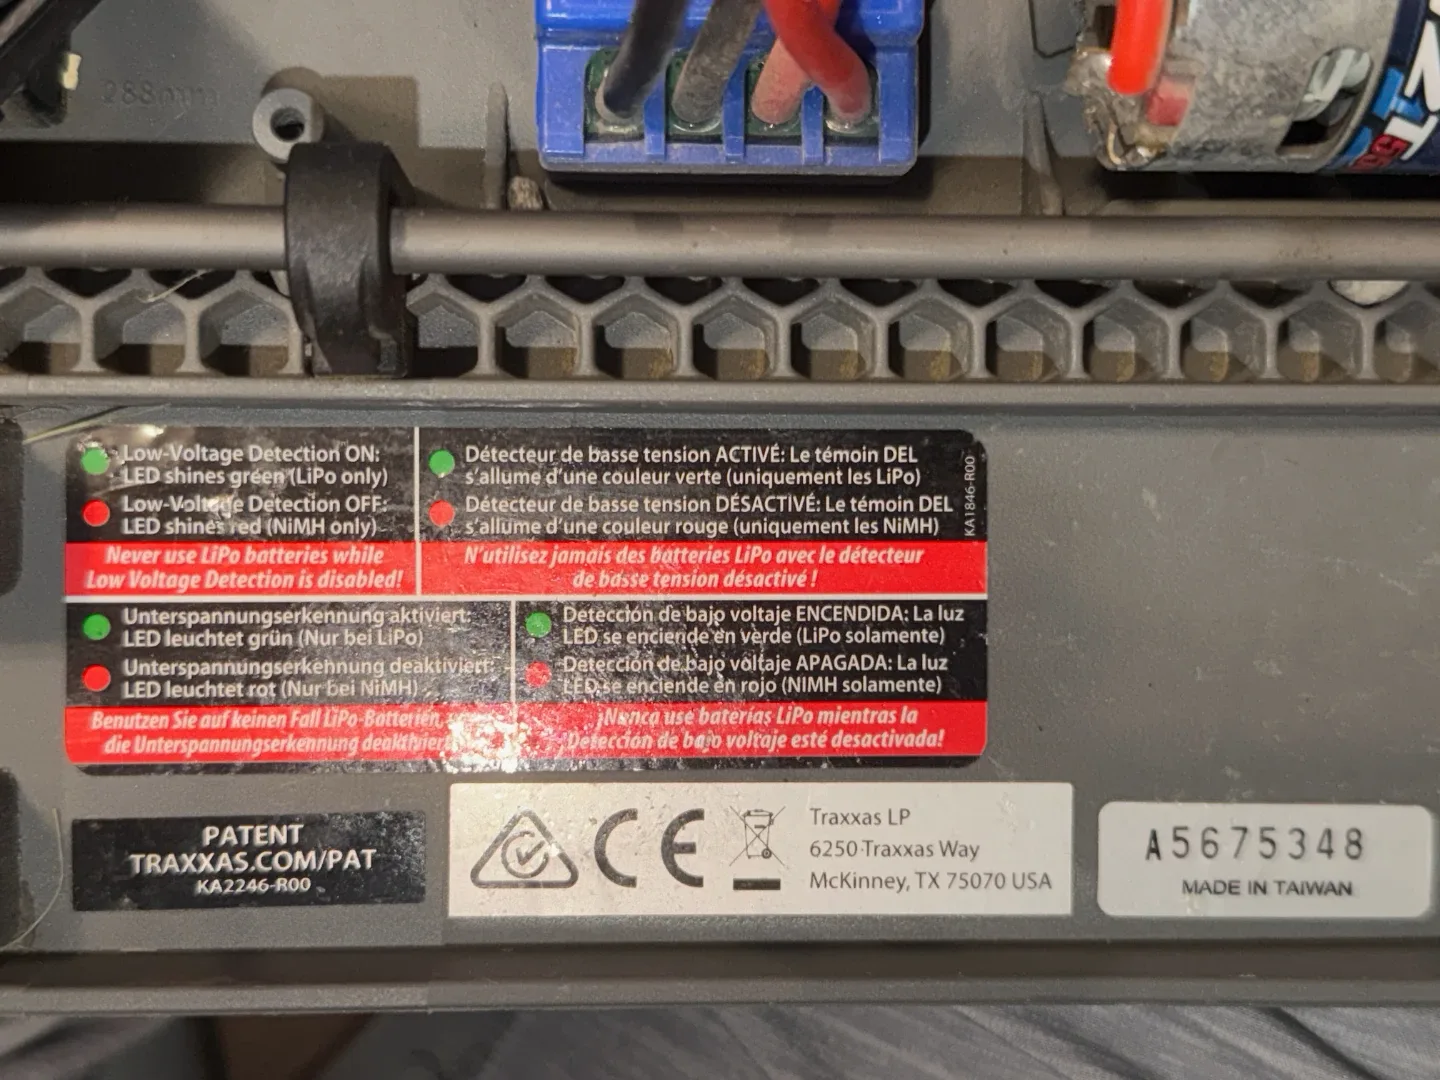 288mm
Low-Voltage Detection ON:
LED shines green (LiPo only)
Low-Voltage Detection OFF:
LED shines red (NiMH only)
Never use LiPo batteries while
Low Voltage Detection is disabled!
Détecteur de basse tension ACTIVÉ: Le témoin DEL
s'allume d'une couleur verte (uniquement les LiPo)
Détecteur de basse tension DÉSACTIVÉ: Le témoin DEL
s'allume d'une couleur rouge (uniquement les NiMH)
N'utilisez jamais des batteries LiPo avec le détecteur
de basse tension désactivé !
KA1846-R00
Unterspannungserkennung aktiviert:
LED leuchtet grün (Nur bei LiPo)
Unterspannungserkennung deaktiviert:
LED leuchtet rot (Nur bei NiMH)
Benutzen Sie auf keinen Fall LiPo-Batterien,
die Unterspannungserkennung deaktiviert
Detección de bajo voltaje ENCENDIDA: La luz
LED se enciende en verde (LiPo solamente)
Detección de bajo voltaje APAGADA: La luz
LED se enciende en rojo (NIMH solamente)
¡Nunca use baterías LiPo mientras la
Detección de bajo voltaje esté desactivada!
PATENT
TRAXXAS.COM/PAT
KA2246-R00
CE
Traxxas LP
6250 Traxxas Way
McKinney, TX 75070 USA
A5675348
MADE IN TAIWAN